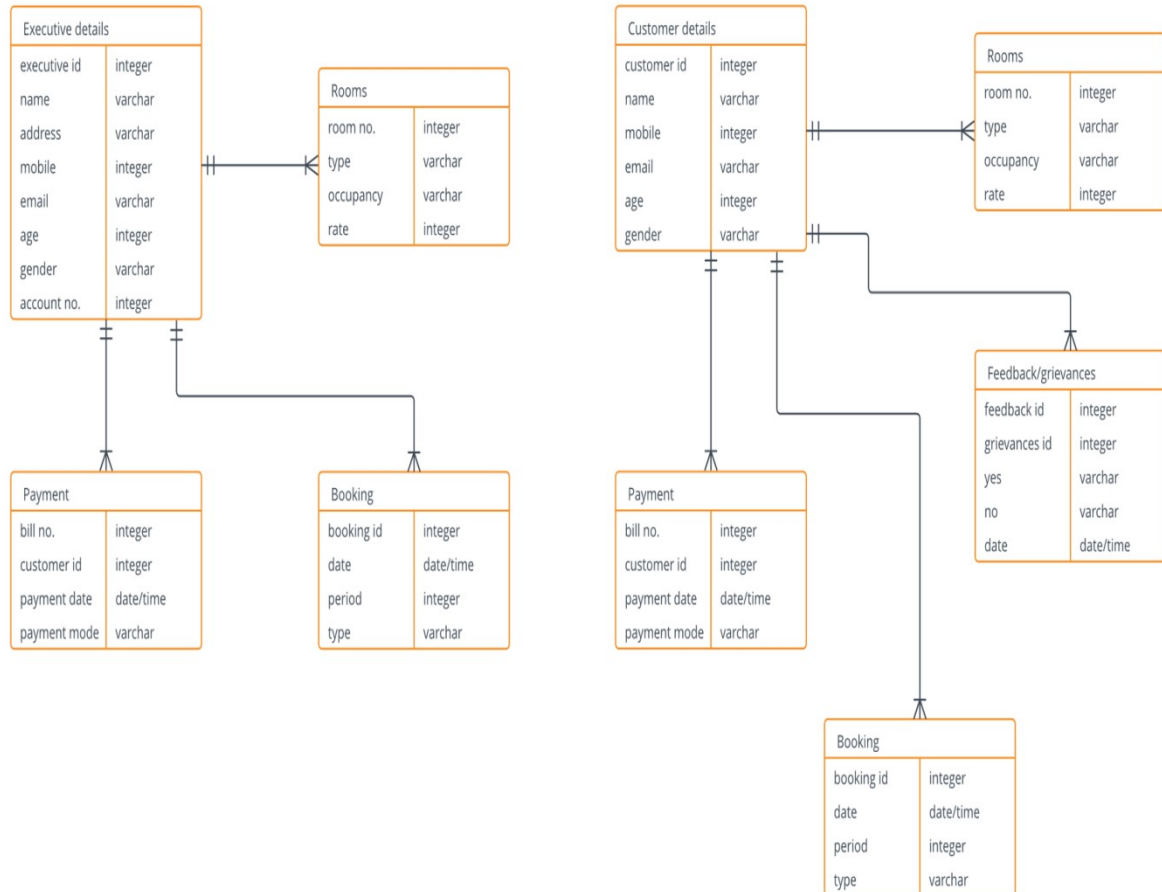 Executive details
executive id integer
name varchar
address varchar
mobile integer
email varchar
age integer
gender varchar
account no. integer
Rooms
room no. integer
type varchar
occupancy varchar
rate integer
Payment
bill no. integer
customer id integer
payment date date/time
payment mode varchar
Booking
booking id integer
date date/time
period integer
type varchar
Customer details
customer id integer
name varchar
mobile integer
email varchar
age integer
gender varchar
Rooms
room no. integer
type varchar
occupancy varchar
rate integer
Feedback/grievances
feedback id integer
grievances id integer
yes varchar
no varchar
date date/time
Payment
bill no. integer
customer id integer
payment date date/time
payment mode varchar
Booking
booking id integer
date date/time
period integer
type varchar